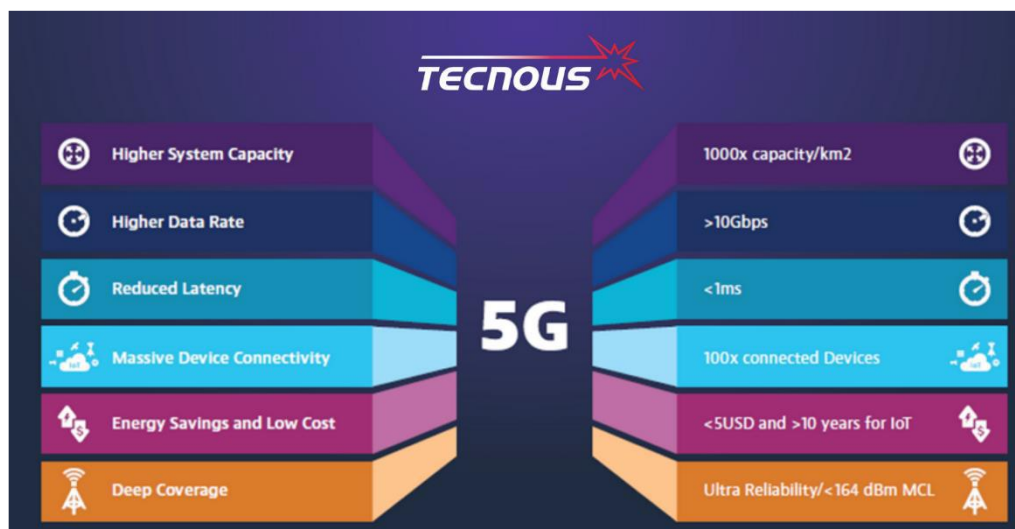 TECNOUS
Higher System Capacity
1000x capacity/km2
Higher Data Rate
>10Gbps
Reduced Latency
<1ms
5G
Massive Device Connectivity
100x connected Devices
IoT
IoT
Energy Savings and Low Cost
<5USD and >10 years for IoT
$
$
Deep Coverage
Ultra Reliability/<164 dBm MCL